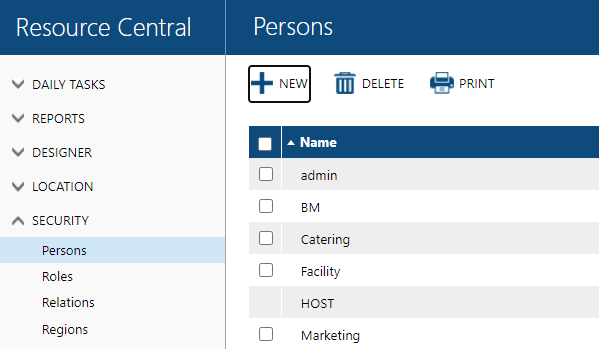 Resource Central
Persons
DAILY TASKS
REPORTS
DESIGNER
LOCATION
SECURITY
Persons
Roles
Relations
Regions
NEW DELETE PRINT
Name
admin
BM
Catering
Facility
HOST
Marketing